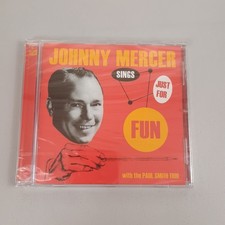 JOHNNY MERCER
SINGS
JUST
FOR
FUN
with the PAUL SMITH TRIO